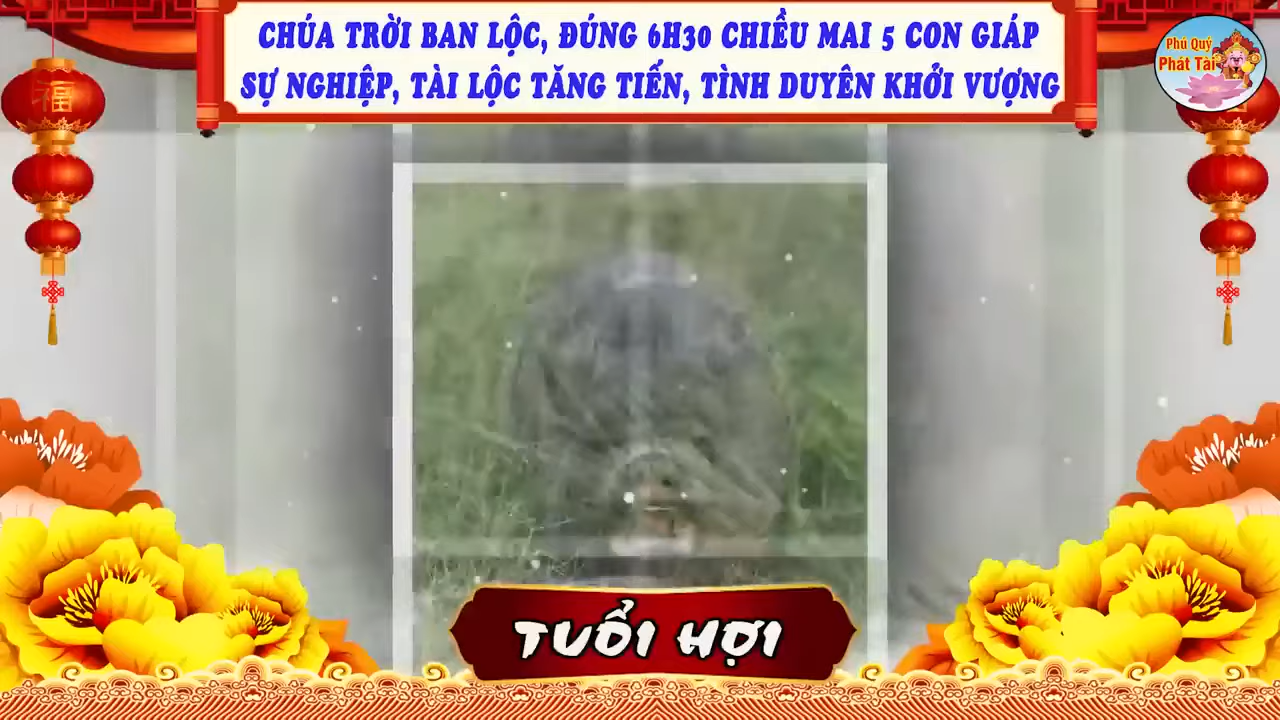 CHÚA TRỜI BAN LỘC, ĐÚNG 6H30 CHIỀU MAI 5 CON GIÁP
SỰ NGHIỆP, TÀI LỘC TĂNG TIẾN, TÌNH DUYÊN KHỞI VƯỢNG
Phú Quý
Phát Tài
福
TUỔI HỢI